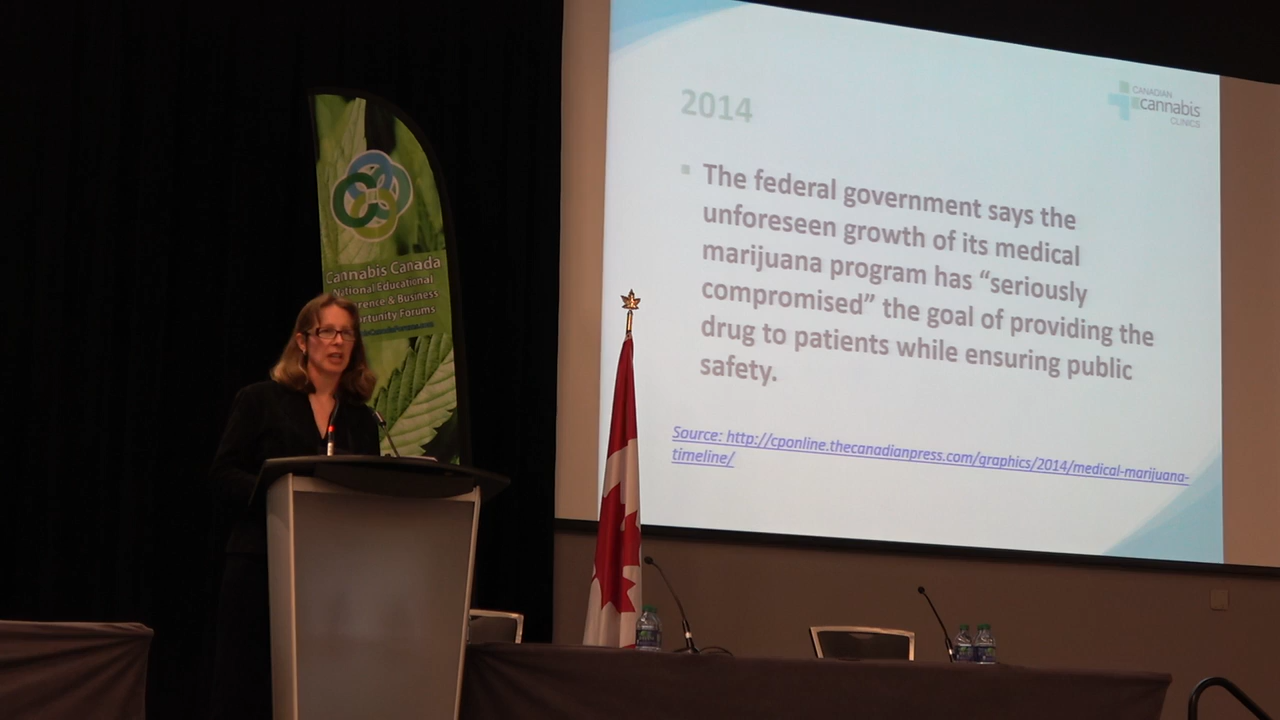 Cannabis Canada
National Educational
erence & Business
rtunity Forums
2014
CANADIAN
cannabis
CLINICS
The federal government says the
unforeseen growth of its medical
marijuana program has “seriously
compromised” the goal of providing the
drug to patients while ensuring public
safety.
Source: http://cponline.thecanadianpress.com/graphics/2014/medical-marijuana-
timeline/